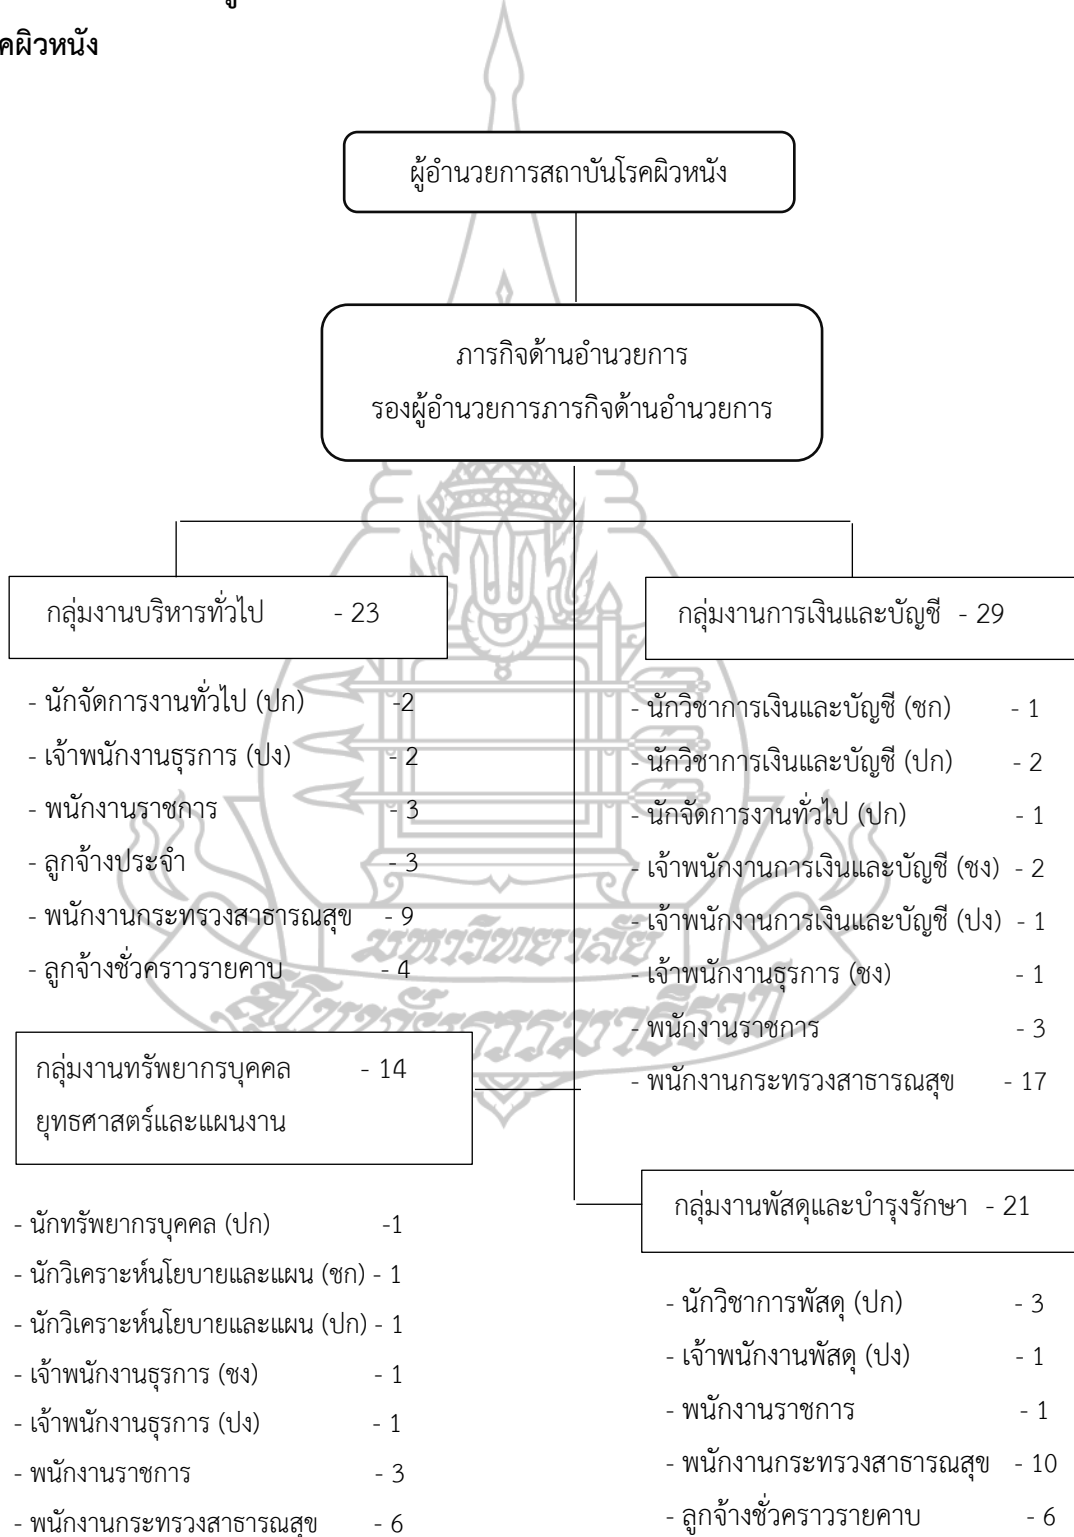 คผิวหนัง
ผู้อำนวยการสถาบันโรคผิวหนัง
ภารกิจด้านอำนวยการ
รองผู้อำนวยการภารกิจด้านอำนวยการ
กลุ่มงานบริหารทั่วไป - 23
- นักจัดการงานทั่วไป (ปก) -2
- เจ้าพนักงานธุรการ (ปง) - 2
- พนักงานราชการ - 3
- ลูกจ้างประจำ - 3
- พนักงานกระทรวงสาธารณสุข - 9
- ลูกจ้างชั่วคราวรายคาบ - 4
กลุ่มงานการเงินและบัญชี - 29
- นักวิชาการเงินและบัญชี (ชก) - 1
- นักวิชาการเงินและบัญชี (ปก) - 2
- นักจัดการงานทั่วไป (ปก) - 1
- เจ้าพนักงานการเงินและบัญชี (ชง) - 2
- เจ้าพนักงานการเงินและบัญชี (ปง) - 1
- เจ้าพนักงานธุรการ (ชง) - 1
- พนักงานราชการ - 3
- พนักงานกระทรวงสาธารณสุข - 17
มหาวิทยาลัย
สุโขทัยธรรมาธิราช
กลุ่มงานทรัพยากรบุคคล - 14
ยุทธศาสตร์และแผนงาน
- นักทรัพยากรบุคคล (ปก) -1
- นักวิเคราะห์นโยบายและแผน (ชก) - 1
- นักวิเคราะห์นโยบายและแผน (ปก) - 1
- เจ้าพนักงานธุรการ (ชง) - 1
- เจ้าพนักงานธุรการ (ปง) - 1
- พนักงานราชการ - 3
- พนักงานกระทรวงสาธารณสุข - 6
กลุ่มงานพัสดุและบำรุงรักษา - 21
- นักวิชาการพัสดุ (ปก) - 3
- เจ้าพนักงานพัสดุ (ปง) - 1
- พนักงานราชการ - 1
- พนักงานกระทรวงสาธารณสุข - 10
- ลูกจ้างชั่วคราวรายคาบ - 6